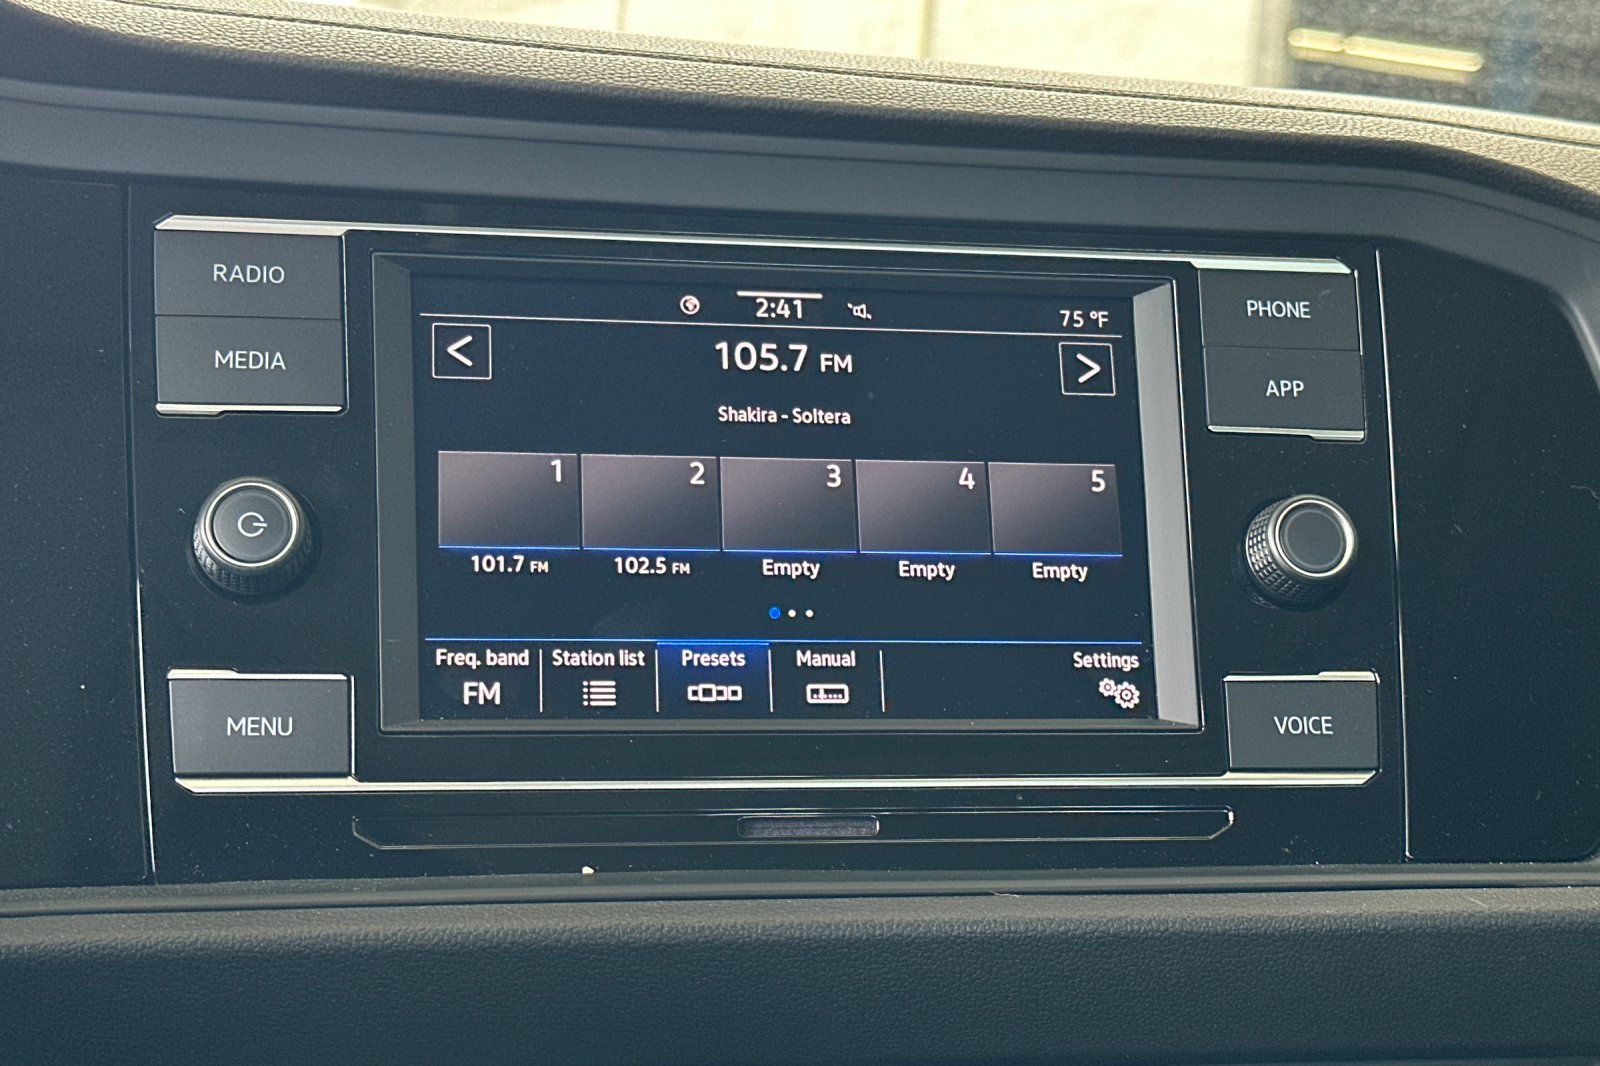 RADIO
MEDIA
MENU
2:41
75 °F
<
105.7 FM
>
Shakira - Soltera
1
2
3
4
5
101.7 FM
102.5 FM
Empty
Empty
Empty
Freq. band
FM
Station list
Presets
Manual
Settings
PHONE
APP
VOICE